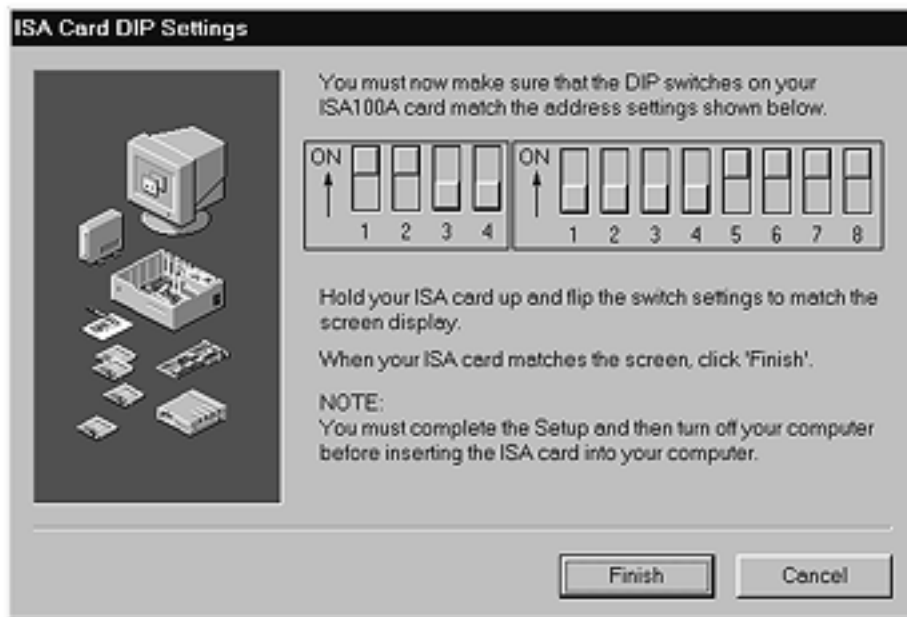 ISA Card DIP Settings
You must now make sure that the DIP switches on your
ISA100A card match the address settings shown below.
ON ON
1 2 3 4 1 2 3 4 5 6 7 8
Hold your ISA card up and flip the switch settings to match the
screen display.
When your ISA card matches the screen, click 'Finish'.
NOTE:
You must complete the Setup and then turn off your computer
before inserting the ISA card into your computer.
Finish Cancel